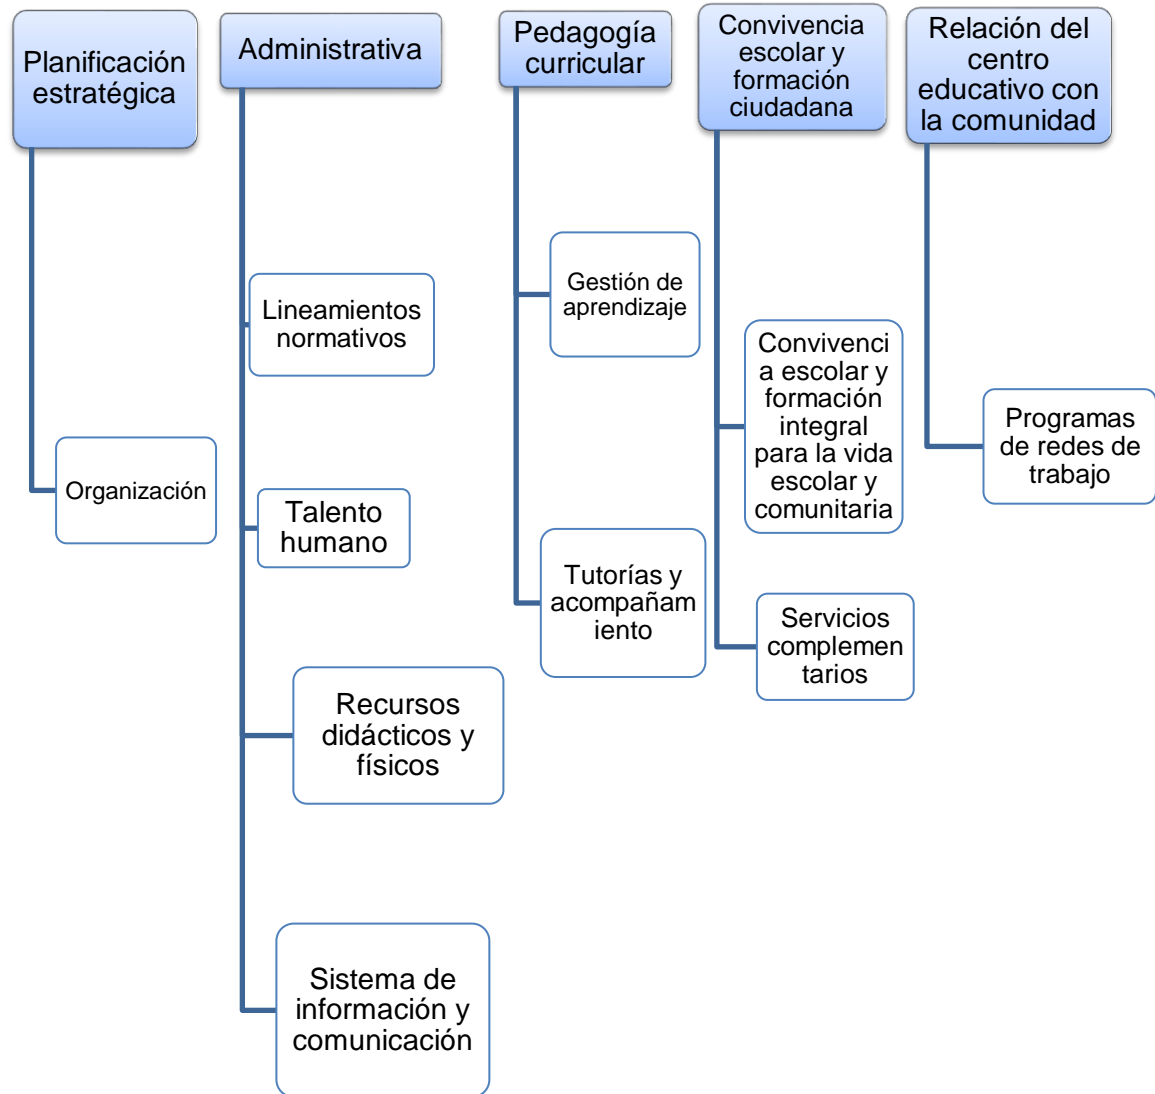 Planificación
estratégica
Organización
Administrativa
Lineamientos
normativos
Talento
humano
Recursos
didácticos y
físicos
Sistema de
información y
comunicación
Pedagogía
curricular
Gestión de
aprendizaje
Tutorías y
acompañam
iento
Convivencia
escolar y
formación
ciudadana
Convivenci
a escolar y
formación
integral
para la vida
escolar y
comunitaria
Servicios
complemen
tarios
Relación del
centro
educativo con
la comunidad
Programas
de redes de
trabajo